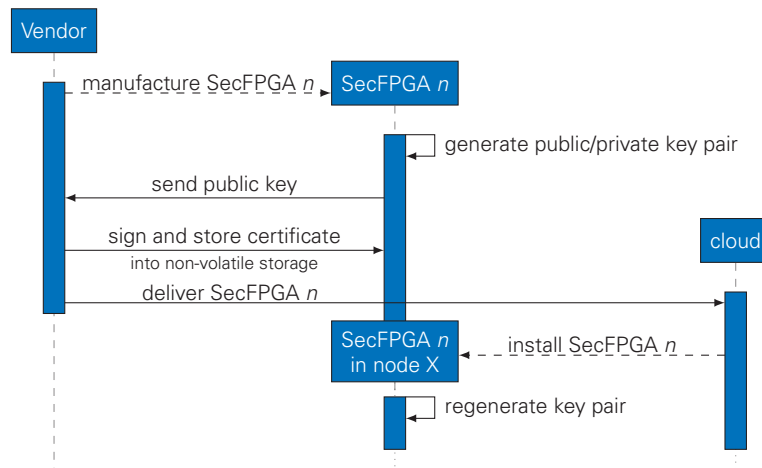 Vendor
manufacture SecFPGA n
SecFPGA n
generate public/private key pair
send public key
sign and store certificate
into non-volatile storage
cloud
deliver SecFPGA n
SecFPGA n
in node X
install SecFPGA n
regenerate key pair